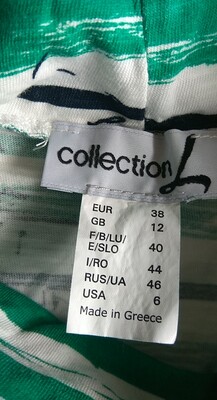 collection L
EUR 38
GB 12
F/B/LU/
E/SLO 40
I/RO 44
RUS/UA 46
USA 6
Made in Greece